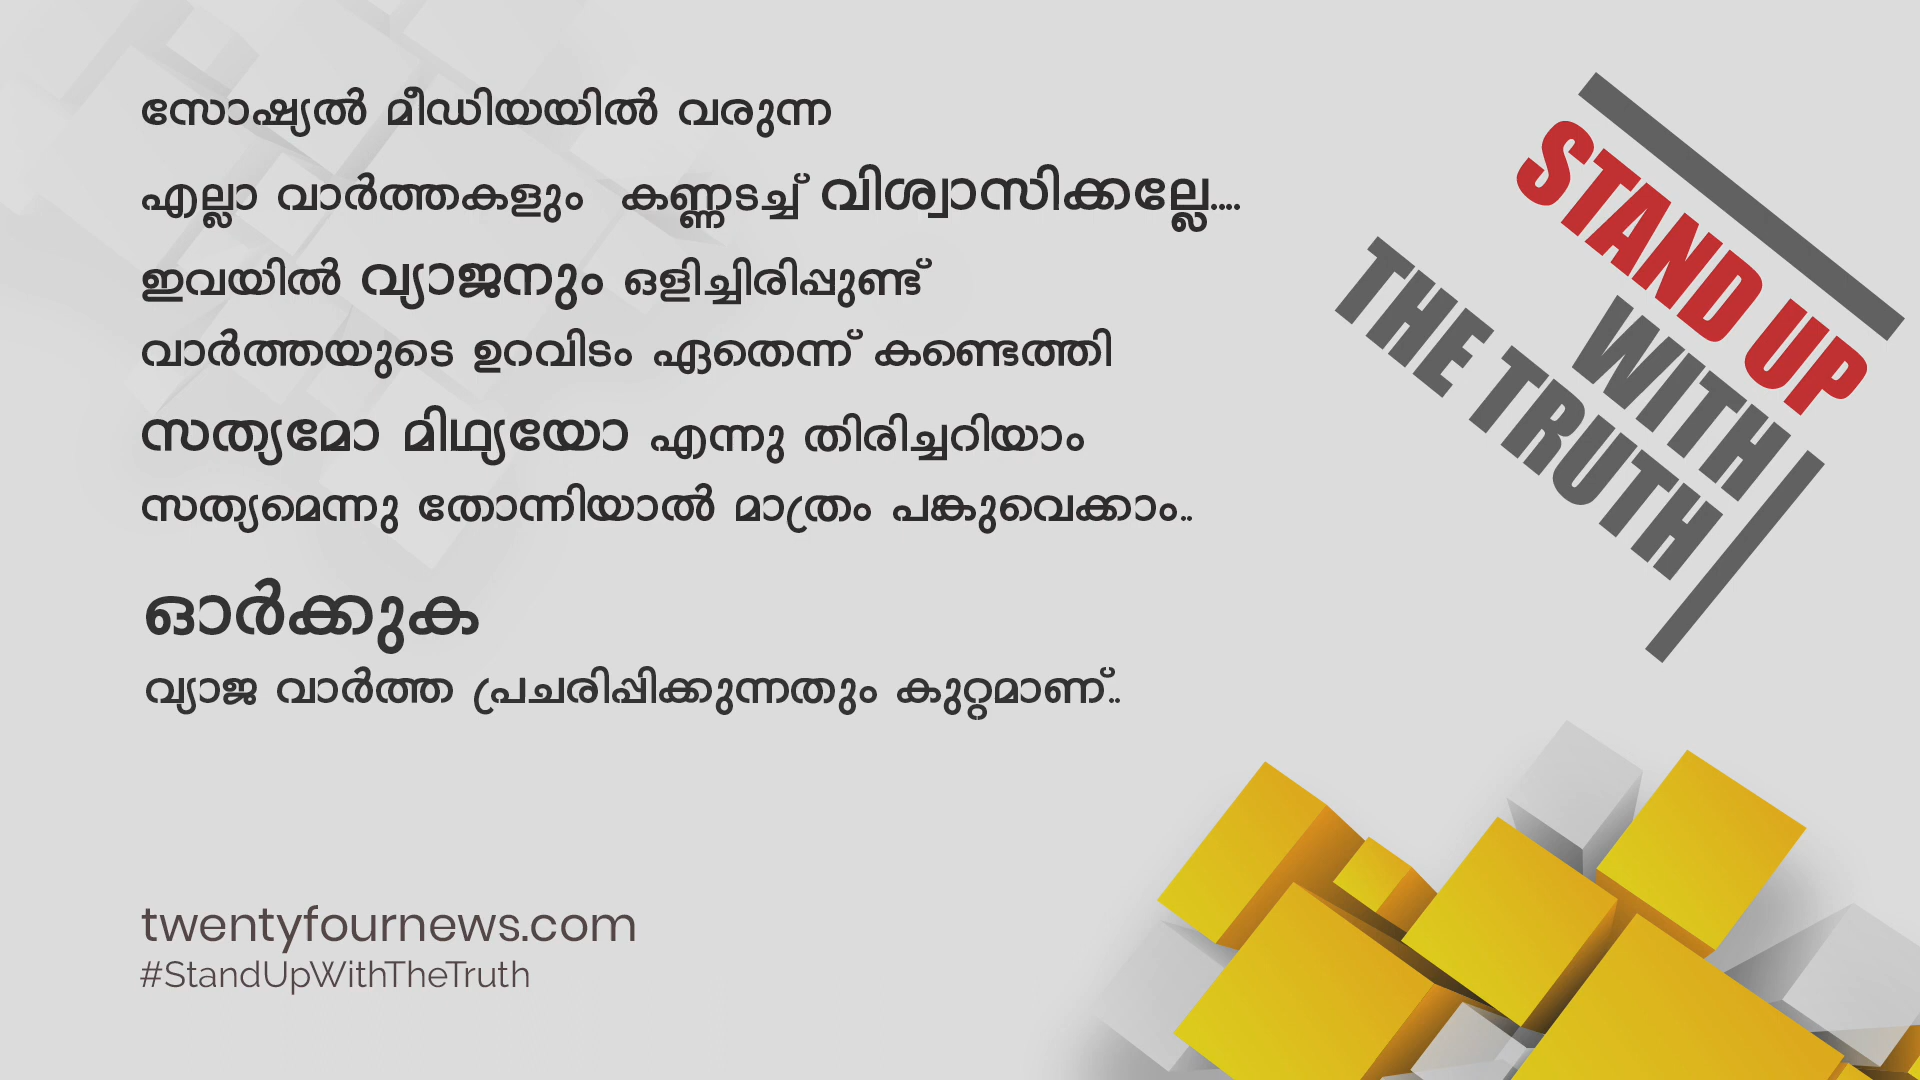 സോഷ്യൽ മീഡിയയിൽ വരുന്ന
എല്ലാ വാർത്തകളും കണ്ണടച്ച് വിശ്വാസിക്കല്ലേ....
ഇവയിൽ വ്യാജനും ഒളിച്ചിരിപ്പുണ്ട്
വാർത്തയുടെ ഉറവിടം ഏതെന്ന് കണ്ടെത്തി
സത്യമോ മിഥ്യയോ എന്നു തിരിച്ചറിയാം
സത്യമെന്നു തോന്നിയാൽ മാത്രം പങ്കുവെക്കാം..
ഓർക്കുക
വ്യാജ വാർത്ത പ്രചരിപ്പിക്കുന്നതും കുറ്റമാണ്..
STAND UP
WITH
THE TRUTH
twentyfournews.com
#StandUpWithTheTruth